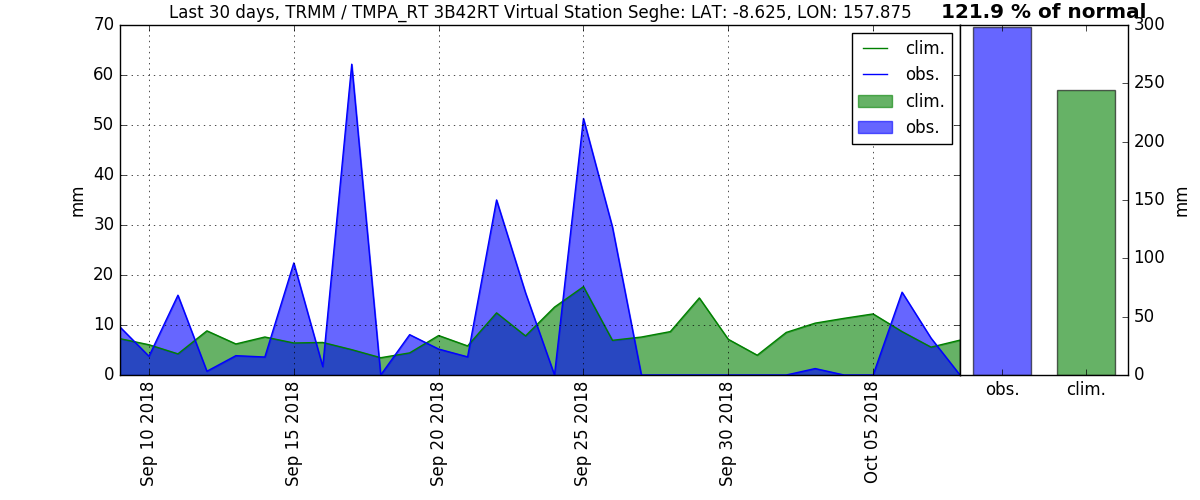 Last 30 days, TRMM / TMPA_RT 3B42RT Virtual Station Seghe: LAT: -8.625, LON: 157.875
121.9 % of normal
70
60
50
40
30
20
10
0
mm
clim.
obs.
clim.
obs.
Sep 10 2018
Sep 15 2018
Sep 20 2018
Sep 25 2018
Sep 30 2018
Oct 05 2018
300
250
200
150
100
50
0
mm
obs.
clim.